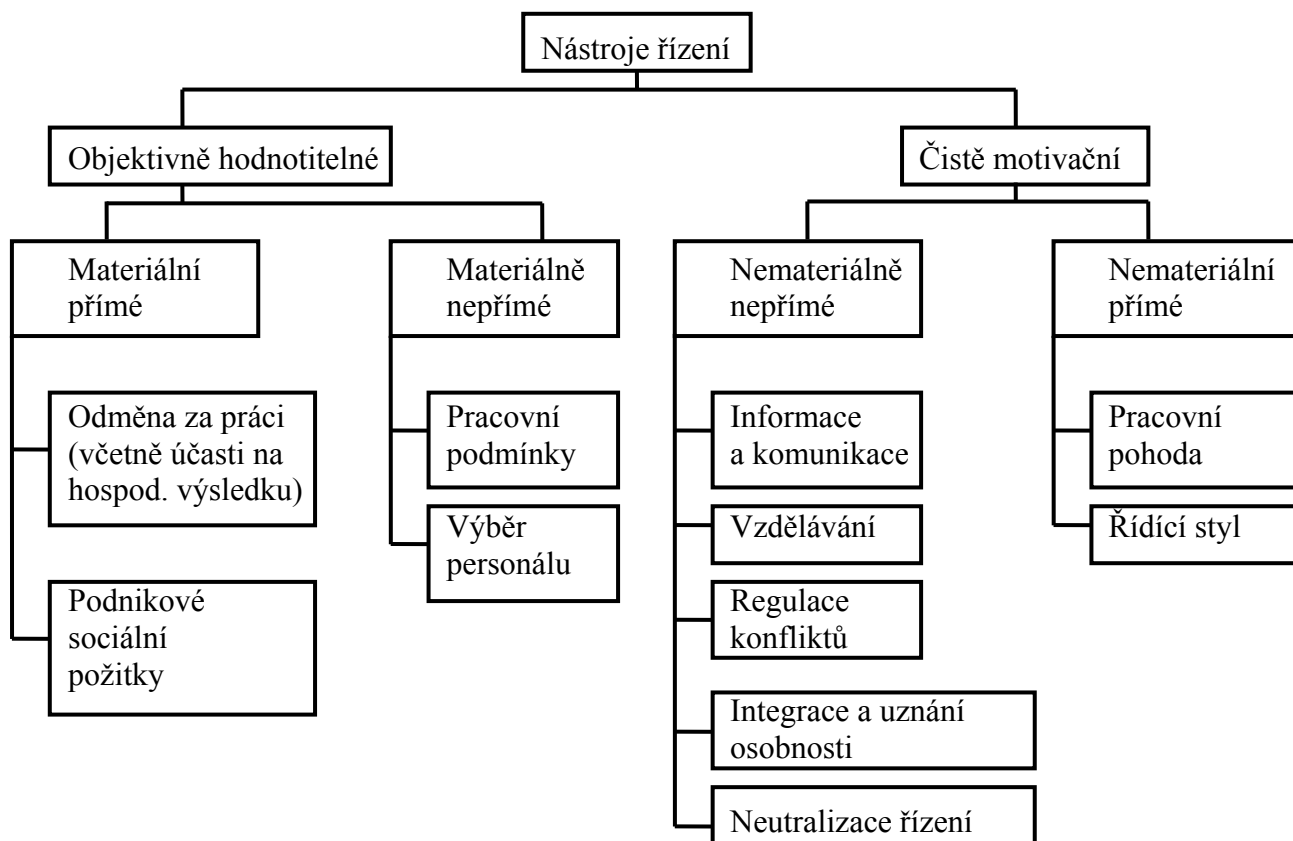 Nástroje řízení
Objektivně hodnotitelné
Čistě motivační
Materiální
přímé
Materiálně
nepřímé
Nemateriálně
nepřímé
Nemateriální
přímé
Odměna za práci
(včetně účasti na
hospod. výsledku)
Podnikové
sociální
požitky
Pracovní
podmínky
Výběr
personálu
Informace
a komunikace
Vzdělávání
Regulace
konfliktů
Integrace a uznání
osobnosti
Neutralizace řízení
Pracovní
pohoda
Řídící styl